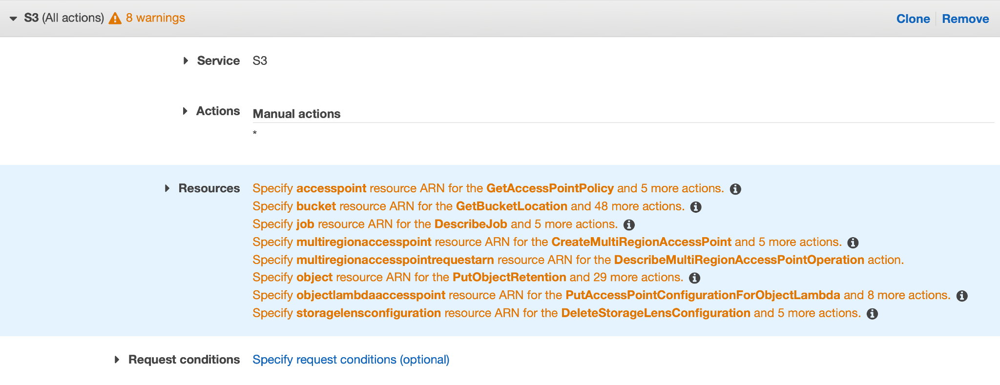 S3 (All actions) 8 warnings
Clone Remove
Service S3
Actions Manual actions
*
Resources Specify accesspoint resource ARN for the GetAccessPointPolicy and 5 more actions.
Specify bucket resource ARN for the GetBucketLocation and 48 more actions.
Specify job resource ARN for the DescribeJob and 5 more actions.
Specify multiregionaccesspoint resource ARN for the CreateMultiRegionAccessPoint and 5 more actions.
Specify multiregionaccesspointrequestarn resource ARN for the DescribeMultiRegionAccessPointOperation action.
Specify object resource ARN for the PutObjectRetention and 29 more actions.
Specify objectlambdaaccesspoint resource ARN for the PutAccessPointConfigurationForObjectLambda and 8 more actions.
Specify storagelensconfiguration resource ARN for the DeleteStorageLensConfiguration and 5 more actions.
Request conditions Specify request conditions (optional)